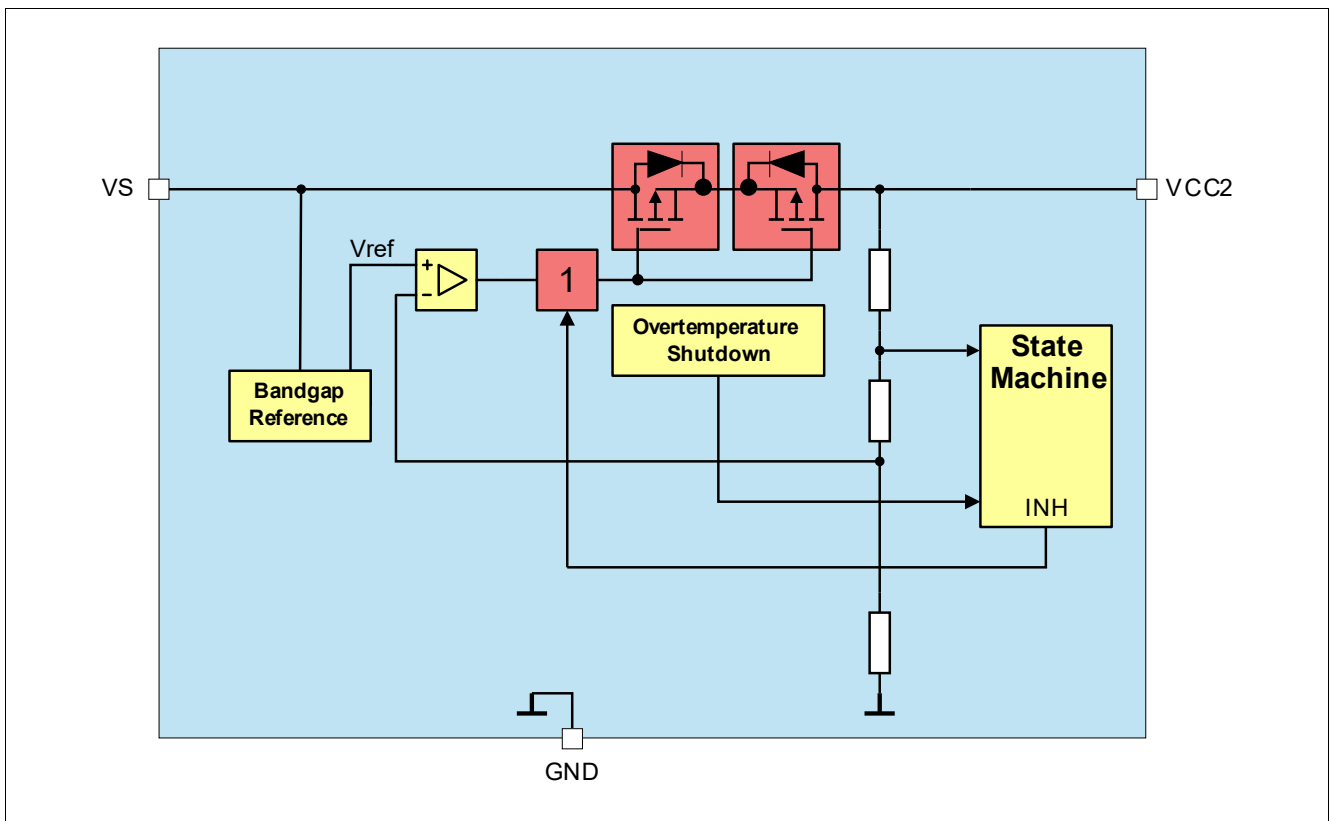 VS
VCC2
Vref
+
-
1
Overtemperature
Shutdown
State
Machine
Bandgap
Reference
INH
GND